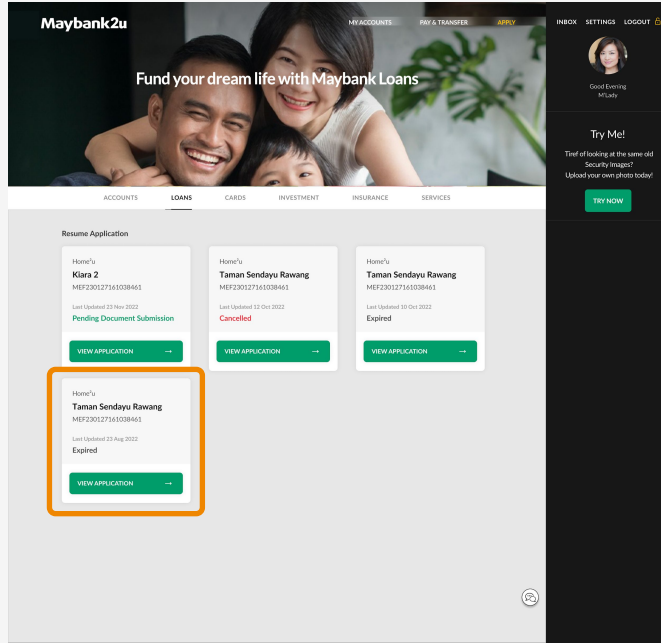 Maybank2u
MY ACCOUNTS PAY & TRANSFER APPLY
INBOX SETTINGS LOGOUT
Fund your dream life with Maybank Loans
Good Evening
M'Lady
Try Me!
Tiref of looking at the same old
Security Images?
Upload your own photo today!
TRY NOW
ACCOUNTS LOANS CARDS INVESTMENT INSURANCE SERVICES
Resume Application
Home²u
Kiara 2
MEF230127161038461
Last Updated 23 Nov 2022
Pending Document Submission
VIEW APPLICATION →
Home²u
Taman Sendayu Rawang
MEF230127161038461
Last Updated 12 Oct 2022
Cancelled
VIEW APPLICATION →
Home²u
Taman Sendayu Rawang
MEF230127161038461
Last Updated 10 Oct 2022
Expired
VIEW APPLICATION →
Home²u
Taman Sendayu Rawang
MEF230127161038461
Last Updated 23 Aug 2022
Expired
VIEW APPLICATION →